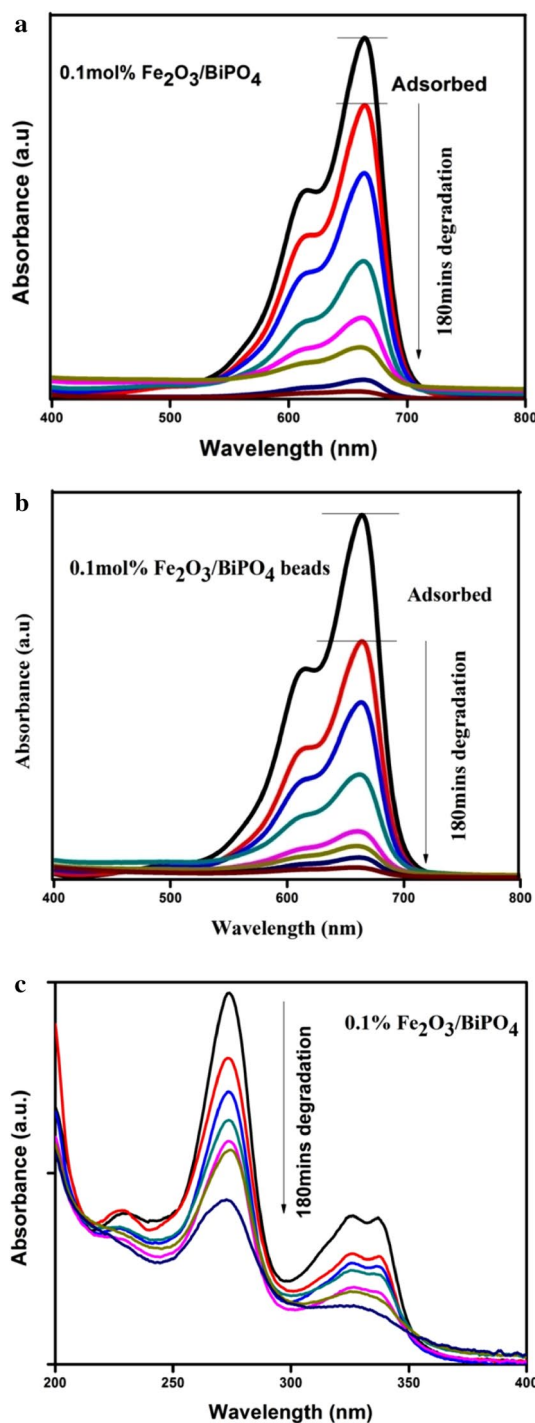 a
0.1mol% Fe₂O₃/BiPO₄
Adsorbed
180mins degradation
Absorbance (a.u)
400 500 600 700 800
Wavelength (nm)
b
0.1mol% Fe₂O₃/BiPO₄ beads
Adsorbed
180mins degradation
Absorbance (a.u)
400 500 600 700 800
Wavelength (nm)
c
0.1% Fe₂O₃/BiPO₄
180mins degradation
Absorbance (a.u.)
200 250 300 350 400
Wavelength (nm)